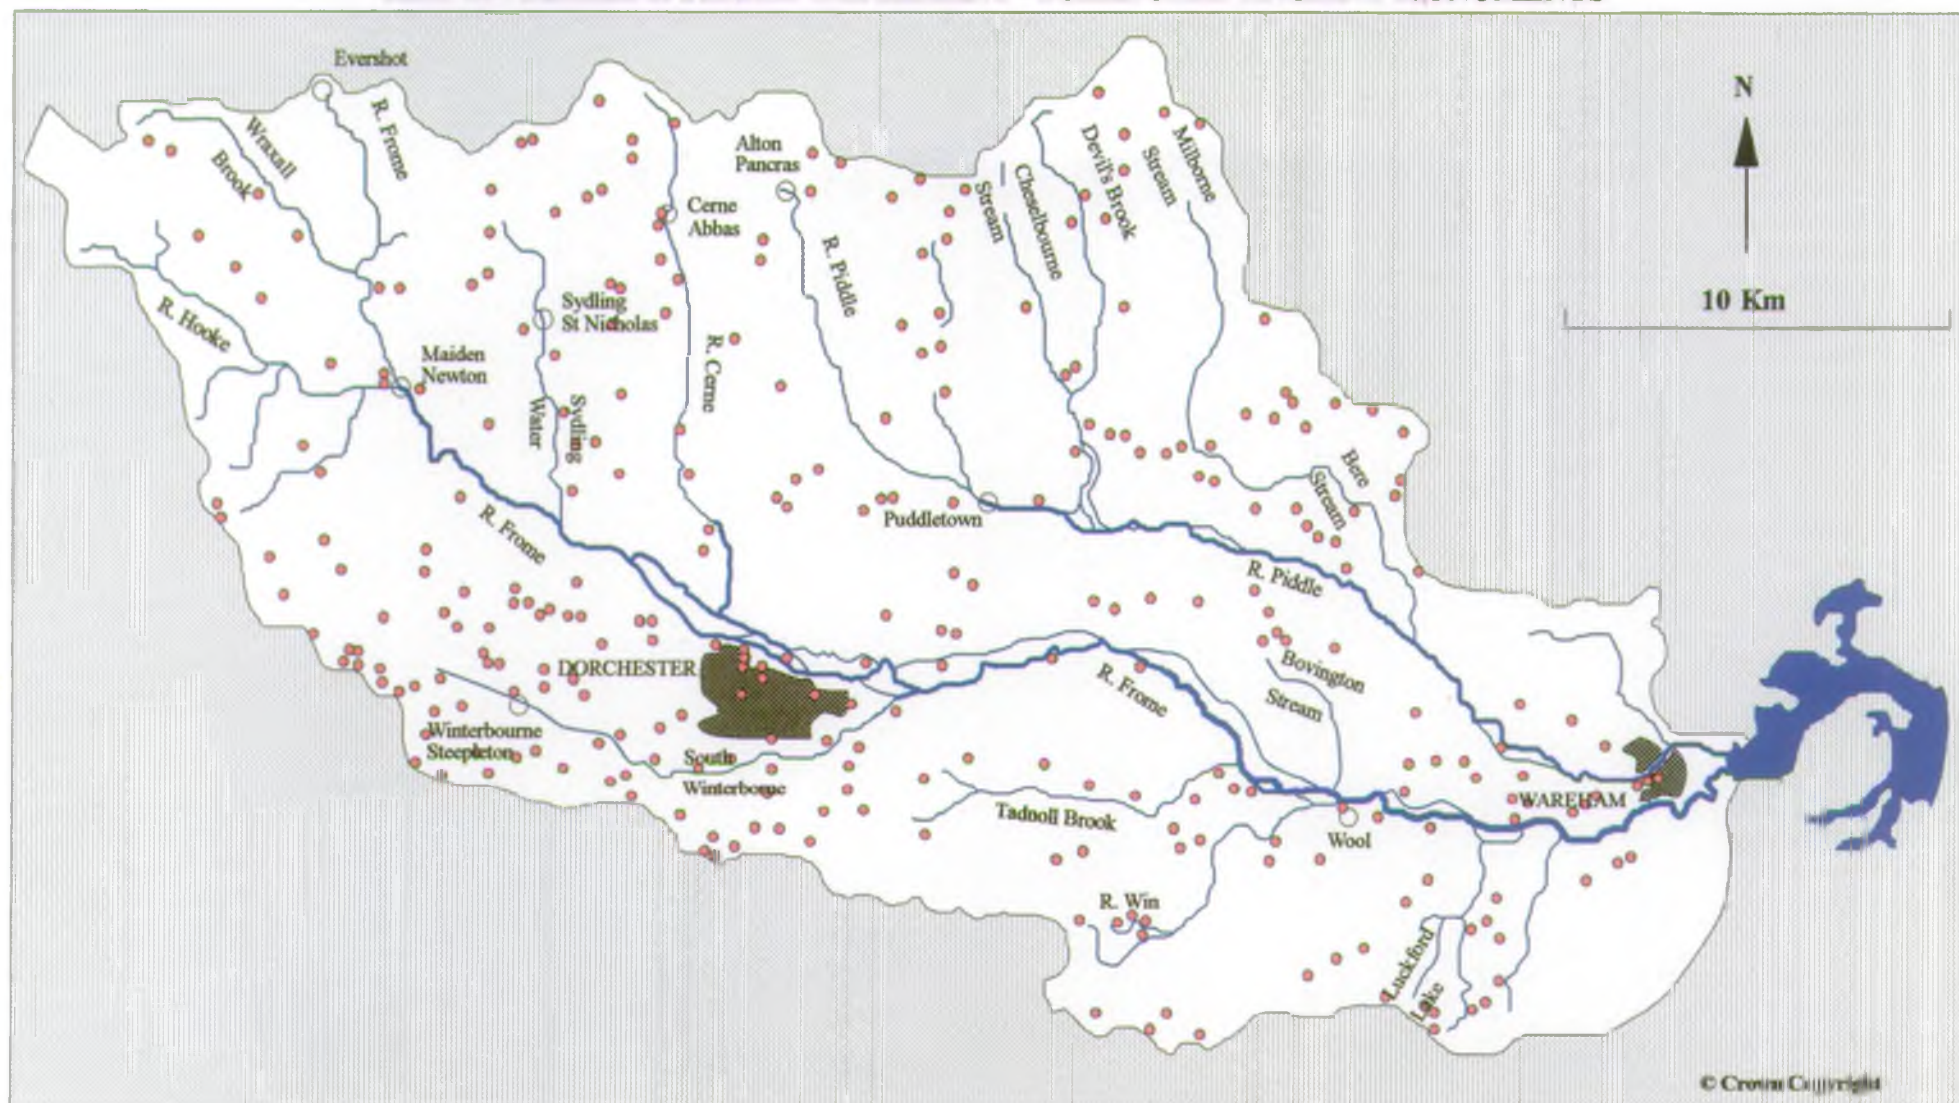 Evershot
R. Frome
Wraxall
Brook
Alton
Pancras
Cerne
Abbas
R. Piddle
Stream
Cheselbourne
Devil's Brook
Stream
Milborne
N
10 Km
R. Hooke
Sydling
St Nicholas
Maiden
Newton
R. Cerne
Water
Sydling
Bere
Stream
R. Frome
Puddletown
R. Piddle
DORCHESTER
Bovington
Stream
R. Frome
Winterbourne
Steepleton
South
Winterborne
Tadnoll Brook
WAREHAM
Wool
R. Win
Luckford
Lake
© Crown Copyright